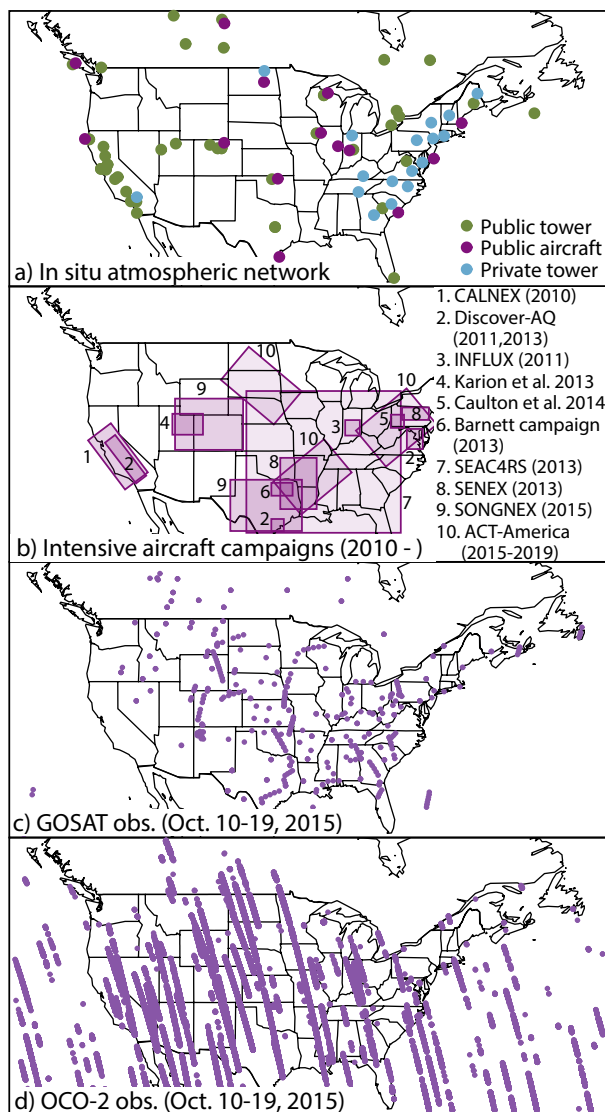 Public tower
Public aircraft
Private tower
a) In situ atmospheric network
1. CALNEX (2010)
2. Discover-AQ
(2011,2013)
3. INFLUX (2011)
4. Karion et al. 2013
5. Caulton et al. 2014
6. Barnett campaign
(2013)
7. SEAC4RS (2013)
8. SENEX (2013)
9. SONGNEX (2015)
10. ACT-America
(2015-2019)
10
9
10
4
3
5
8
1
2
10
2
8
9
6
7
2
b) Intensive aircraft campaigns (2010 - )
c) GOSAT obs. (Oct. 10-19, 2015)
d) OCO-2 obs. (Oct. 10-19, 2015)